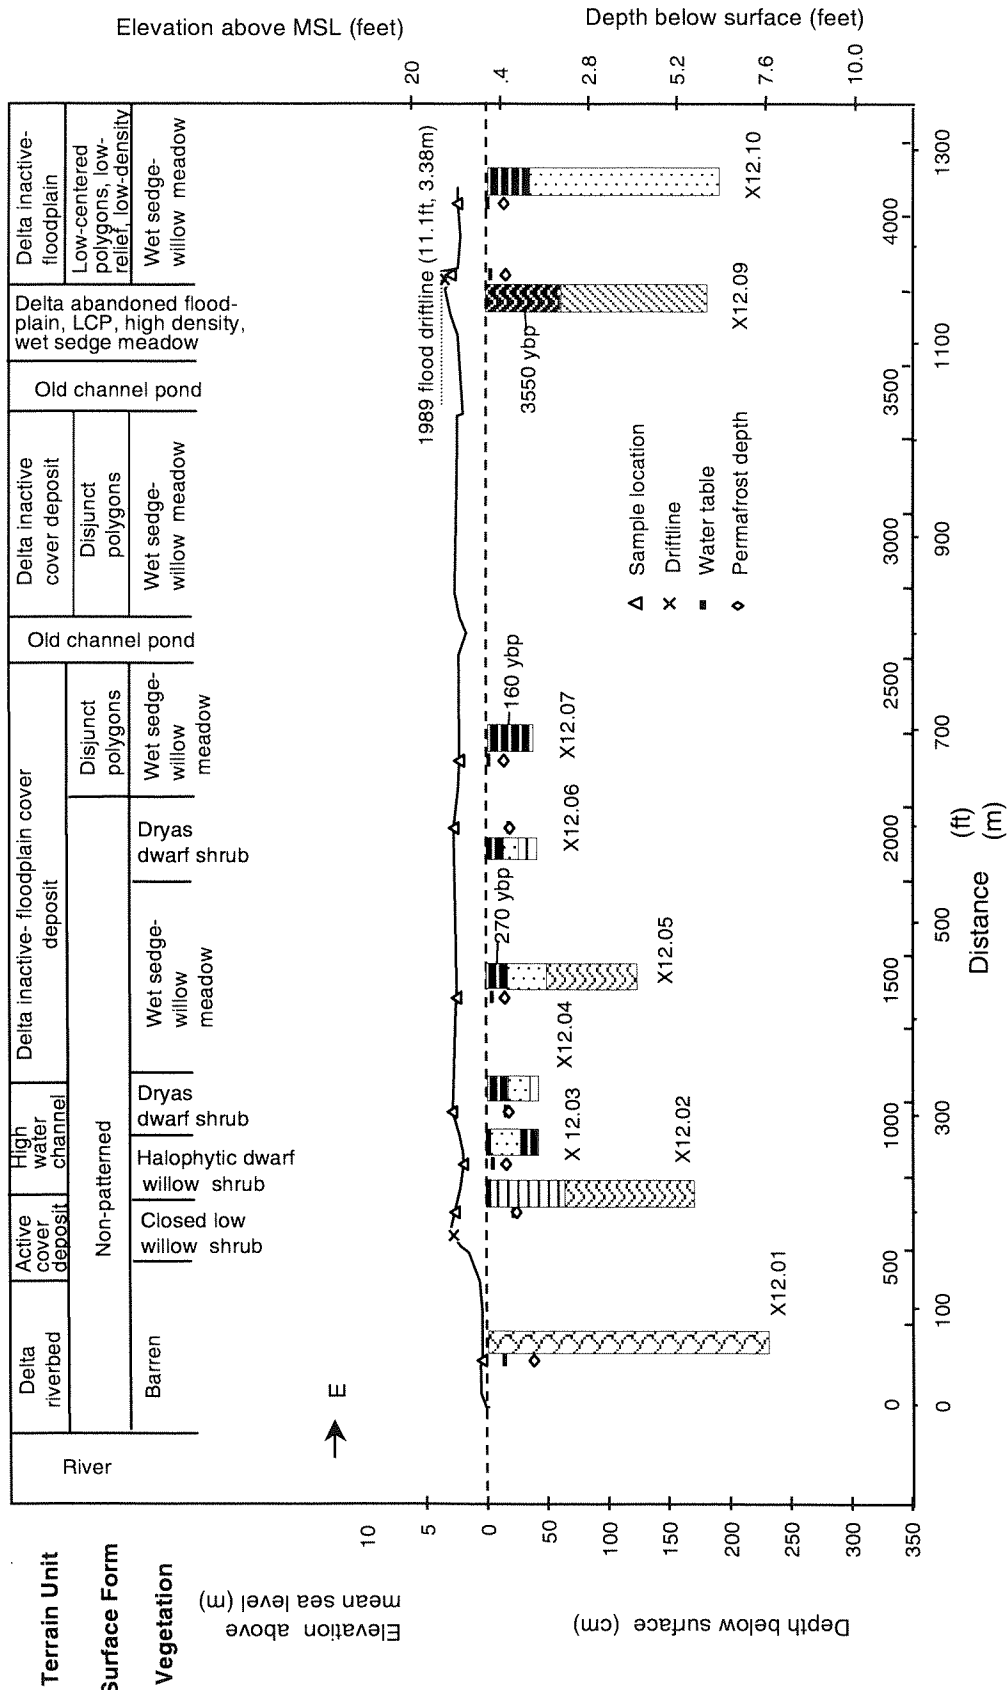 Terrain Unit
River
Delta
riverbed
Active
cover
deposit
High
water
channel
Delta inactive- floodplain cover
deposit
Old channel pond
Delta inactive
cover deposit
Old channel pond
Delta abandoned flood-
plain, LCP, high density,
wet sedge meadow
Delta inactive-
floodplain
Surface Form
Non-patterned
Disjunct
polygons
Disjunct
polygons
Low-centered
polygons, low-
relief, low-density
Vegetation
Barren
Closed low
willow shrub
Halophytic dwarf
willow shrub
Dryas
dwarf shrub
Wet sedge-
willow
meadow
Dryas
dwarf shrub
Wet sedge-
willow
meadow
Wet sedge-
willow meadow
Wet sedge-
willow meadow
Elevation above
mean sea level (m)
10
5
0
50
100
150
200
250
300
350
Depth below surface
(cm)
E
1989 flood driftline (11.1ft, 3.38m)
Elevation above MSL (feet)
20
.4
2.8
5.2
7.6
10.0
Depth below surface (feet)
270 ybp
160 ybp
3550 ybp
X12.01
X12.02
X12.03
X12.04
X12.05
X12.06
X12.07
X12.09
X12.10
Sample location
Driftline
Water table
Permafrost depth
0 500 1000 1500 2000 2500 3000 3500 4000
(ft)
0 100 300 500 700 900 1100 1300
(m)
Distance